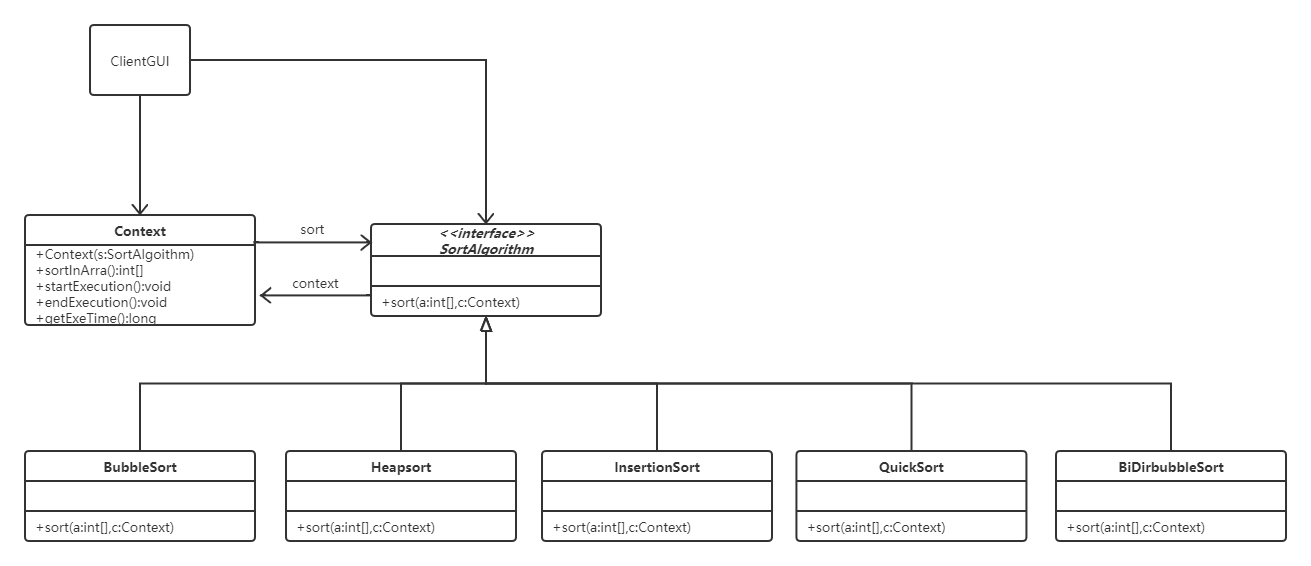 ClientGUI
Context
+Context(s:SortAlgoithm)
+sortInArra():int[]
+startExecution():void
+endExecution():void
+getExeTime():long
sort
context
<<interface>>
SortAlgorithm
+sort(a:int[],c:Context)
BubbleSort
+sort(a:int[],c:Context)
Heapsort
+sort(a:int[],c:Context)
InsertionSort
+sort(a:int[],c:Context)
QuickSort
+sort(a:int[],c:Context)
BiDirbubbleSort
+sort(a:int[],c:Context)